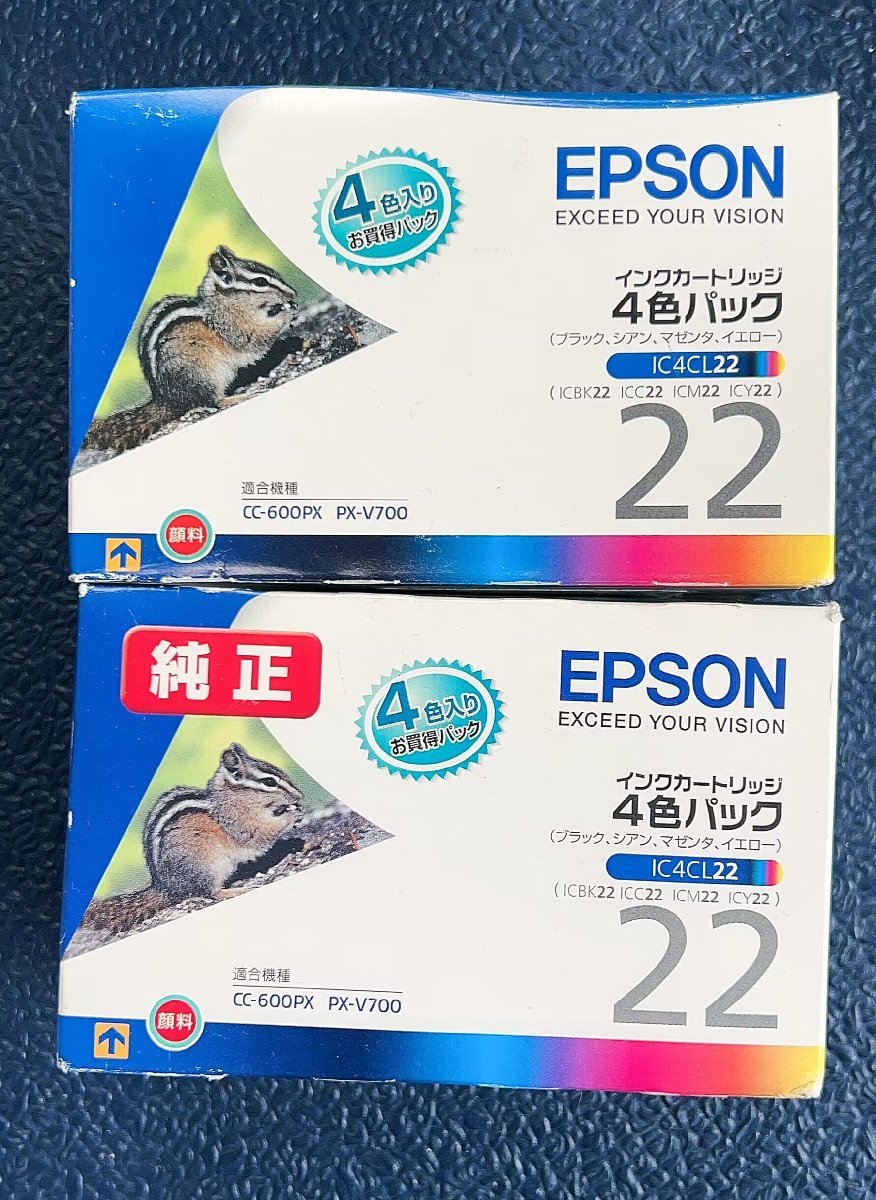 4色入り
お買得パック
EPSON
EXCEED YOUR VISION
インクカートリッジ
4色パック
(ブラック、シアン、マゼンタ、イエロー)
IC4CL22
(ICBK22 ICC22 ICM22 ICY22)
22
適合機種
CC-600PX PX-V700
顔料
純正
4色入り
お買得パック
EPSON
EXCEED YOUR VISION
インクカートリッジ
4色パック
(ブラック、シアン、マゼンタ、イエロー)
IC4CL22
(ICBK22 ICC22 ICM22 ICY22)
22
適合機種
CC-600PX PX-V700
顔料